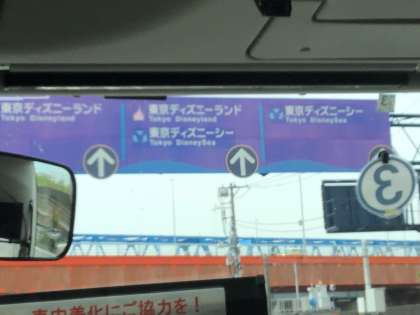 東京ディズニーランド
Tokyo Disneyland
東京ディズニーランド
Tokyo Disneyland
東京ディズニーシー
Tokyo DisneySea
東京ディズニーシー
Tokyo DisneySea
3
車内美化にご協力を!